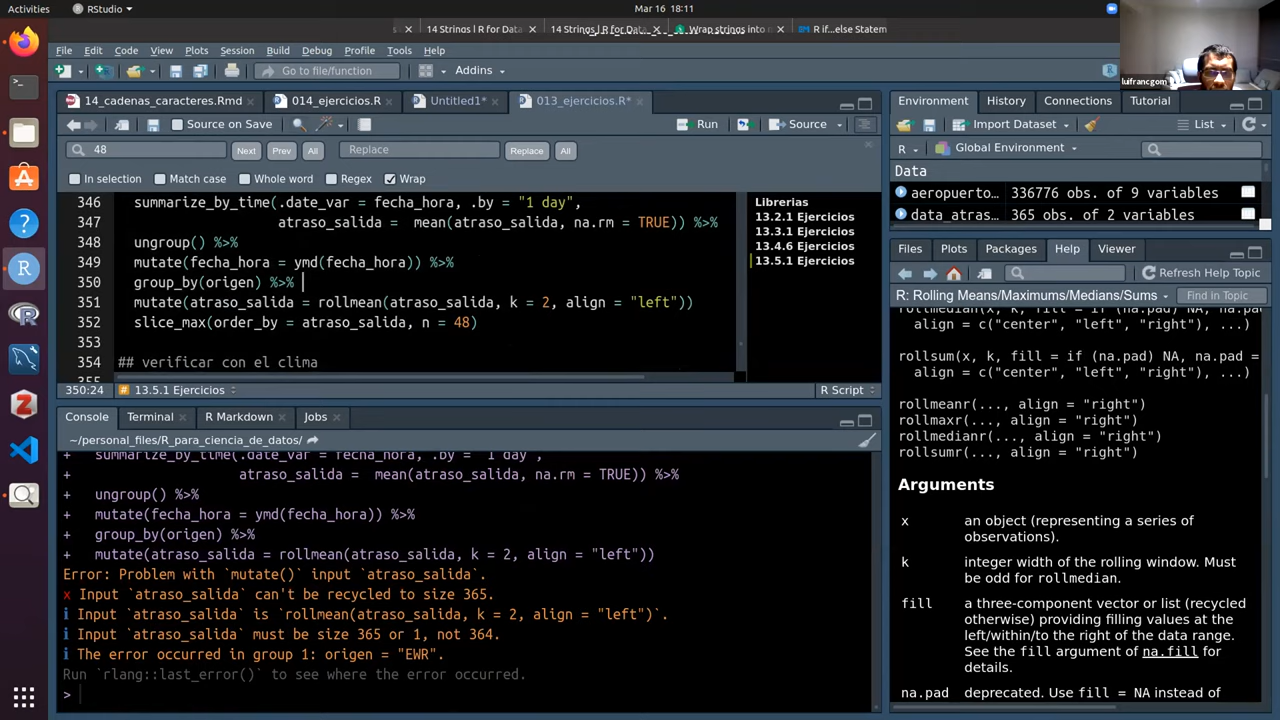 Activities
RStudio
Mar 16 18:11
14 Strings | R for Data
14 Strings | R for Data
Wrap strings into m
R if...else Statem
File Edit Code View Plots Session Build Debug Profile Tools Help
Go to file/function
Addins
luifrancgom
14_cadenas_caracteres.Rmd
014_ejercicios.R
Untitled1*
013_ejercicios.R*
Source on Save
Run
Source
48
Next
Prev
All
Replace
Replace
All
In selection
Match case
Whole word
Regex
Wrap
346 summarize_by_time(.date_var = fecha_hora, .by = "1 day",
347 atraso_salida = mean(atraso_salida, na.rm = TRUE)) %>%
348 ungroup() %>%
349 mutate(fecha_hora = ymd(fecha_hora)) %>%
350 group_by(origen) %>%
351 mutate(atraso_salida = rollmean(atraso_salida, k = 2, align = "left"))
352 slice_max(order_by = atraso_salida, n = 48)
353
354 ## verificar con el clima
355
Librerias
13.2.1 Ejercicios
13.3.1 Ejercicios
13.4.6 Ejercicios
13.5.1 Ejercicios
350:24
# 13.5.1 Ejercicios
R Script
Console Terminal R Markdown Jobs
~/personal_files/R_para_ciencia_de_datos/
+ summarize_by_time(.date_var = fecha_hora, .by = "1 day",
+ atraso_salida = mean(atraso_salida, na.rm = TRUE)) %>%
+ ungroup() %>%
+ mutate(fecha_hora = ymd(fecha_hora)) %>%
+ group_by(origen) %>%
+ mutate(atraso_salida = rollmean(atraso_salida, k = 2, align = "left"))
Error: Problem with `mutate()` input `atraso_salida`.
x Input `atraso_salida` can't be recycled to size 365.
ℹ Input `atraso_salida` is `rollmean(atraso_salida, k = 2, align = "left")`.
ℹ Input `atraso_salida` must be size 365 or 1, not 364.
ℹ The error occurred in group 1: origen = "EWR".
Run `rlang::last_error()` to see where the error occurred.
>
Environment History Connections Tutorial
Import Dataset
List
R
Global Environment
Data
aeropuerto… 336776 obs. of 9 variables
data_atras… 365 obs. of 2 variables
Files Plots Packages Help Viewer
Refresh Help Topic
R: Rolling Means/Maximums/Medians/Sums
Find in Topic
rollmedian(x, k, fill = if (na.pad) NA, na.pad
align = c("center", "left", "right"), ...)
rollsum(x, k, fill = if (na.pad) NA, na.pad =
align = c("center", "left", "right"), ...)
rollmeanr(..., align = "right")
rollmaxr(..., align = "right")
rollmedianr(..., align = "right")
rollsumr(..., align = "right")
Arguments
x an object (representing a series of
observations).
k integer width of the rolling window. Must
be odd for rollmedian.
fill a three-component vector or list (recycled
otherwise) providing filling values at the
left/within/to the right of the data range.
See the fill argument of na.fill for
details.
na.pad deprecated. Use fill = NA instead of